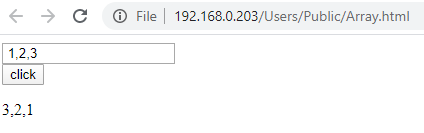 File | 192.168.0.203/Users/Public/Array.html
1,2,3
click
3,2,1